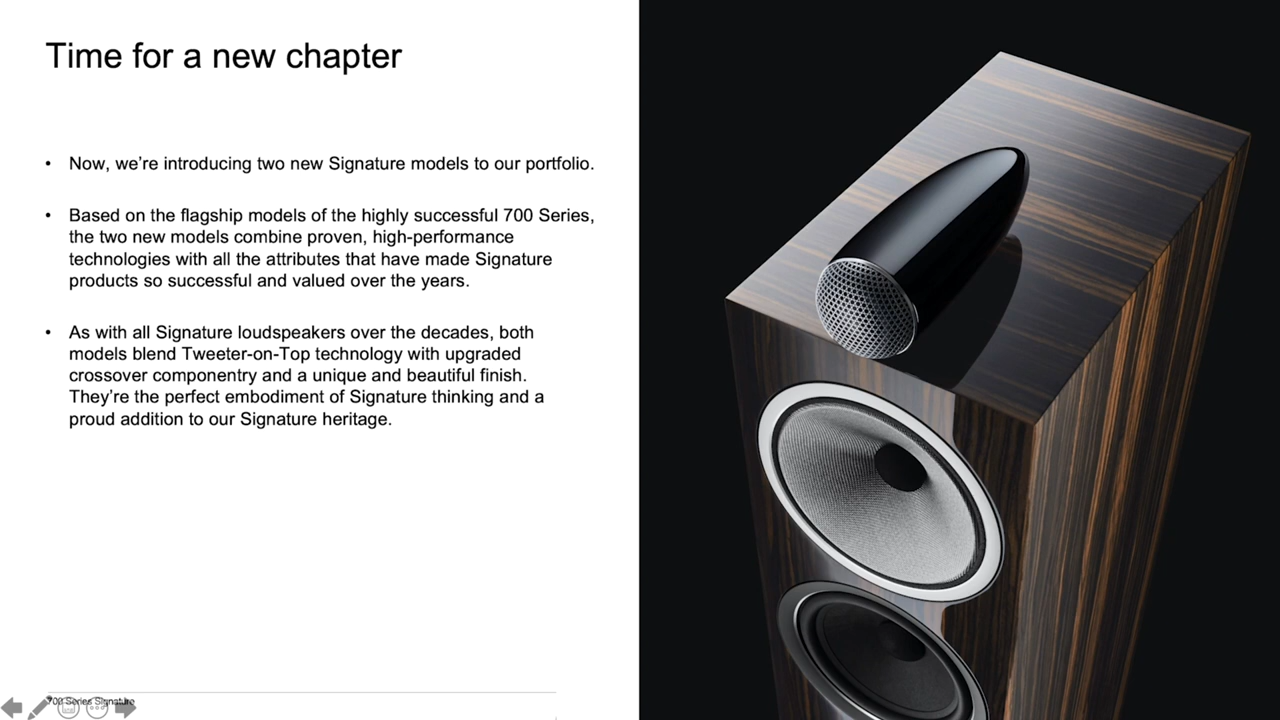 Time for a new chapter
• Now, we're introducing two new Signature models to our portfolio.
• Based on the flagship models of the highly successful 700 Series,
the two new models combine proven, high-performance
technologies with all the attributes that have made Signature
products so successful and valued over the years.
• As with all Signature loudspeakers over the decades, both
models blend Tweeter-on-Top technology with upgraded
crossover componentry and a unique and beautiful finish.
They're the perfect embodiment of Signature thinking and a
proud addition to our Signature heritage.
700 Series Signature